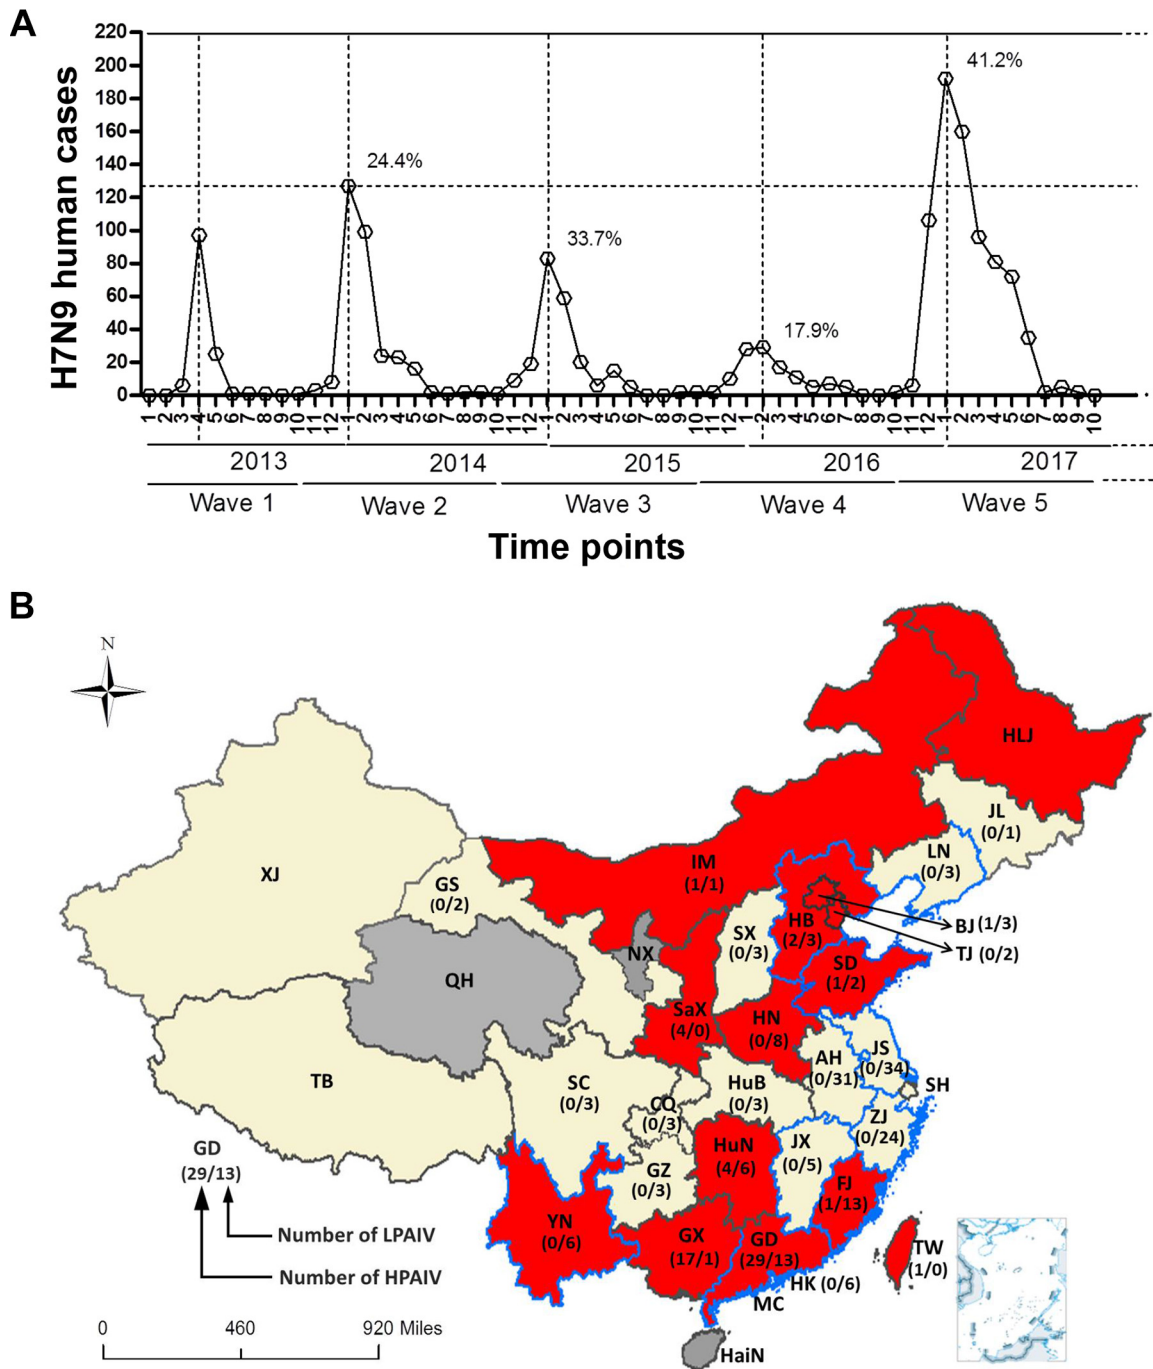 A
H7N9 human cases
220
200
180
160
140
120
100
80
60
40
20
0
41.2%
24.4%
33.7%
17.9%
1 2 3 4 5 6 7 8 9 10 11 12 1 2 3 4 5 6 7 8 9 10 11 12 1 2 3 4 5 6 7 8 9 10 11 12 1 2 3 4 5 6 7 8 9 10 11 12 1 2 3 4 5 6 7 8 9 10
2013 2014 2015 2016 2017
Wave 1 Wave 2 Wave 3 Wave 4 Wave 5
Time points
B
N
HLJ
JL
(0/1)
LN
(0/3)
IM
(1/1)
XJ
GS
(0/2)
BJ (1/3)
HB
(2/3)
SX
(0/3)
TJ (0/2)
NX
SD
(1/2)
QH
SaX
(4/0)
HN
(0/8)
JS
(0/34)
AH
(0/31)
TB
SC
(0/3)
HuB
(0/3)
SH
CQ
(0/3)
ZJ
(0/24)
HuN
(4/6)
JX
(0/5)
GZ
(0/3)
FJ
(1/13)
YN
(0/6)
GX
(17/1)
GD
(29/13)
TW
(1/0)
HK (0/6)
MC
HaiN
GD
(29/13)
Number of LPAIV
Number of HPAIV
0 460 920 Miles